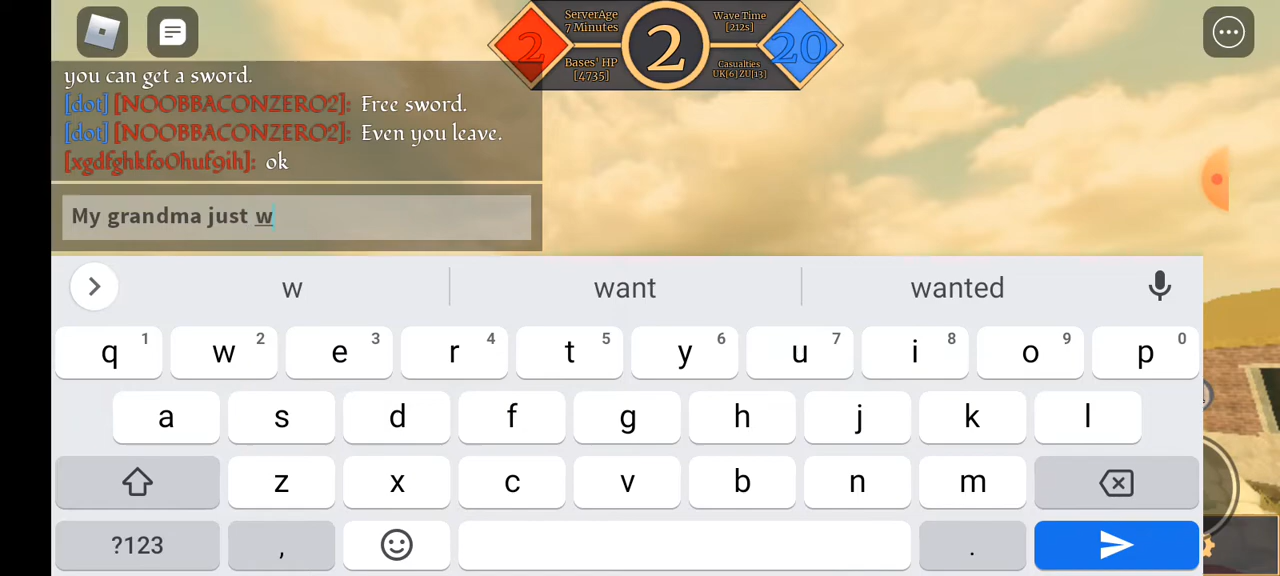 ServerAge
7 Minutes
Wave Time
[212s]
2
2
20
Bases' HP
[4735]
Casualties
UK[6] ZU[13]
you can get a sword.
[dot] [NOOBBACONZERO2]: Free sword.
[dot] [NOOBBACONZERO2]: Even you leave.
[xgdfghkfo0huf9ih]: ok
My grandma just w
w want wanted
q 1 w 2 e 3 r 4 t 5 y 6 u 7 i 8 o 9 p 0
a s d f g h j k l
z x c v b n m
?123 , .